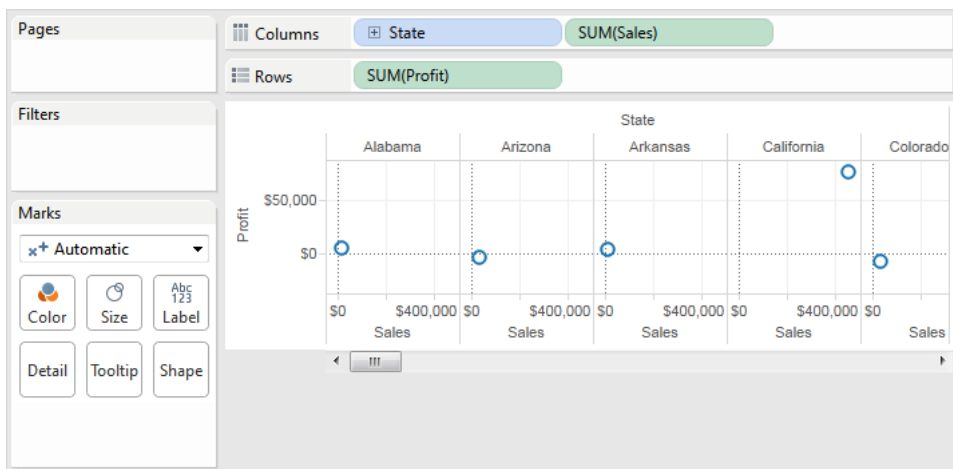 Pages
Columns
State
SUM(Sales)
Rows
SUM(Profit)
Filters
State
Alabama
Arizona
Arkansas
California
Colorado
Profit
$50,000
$0
$0
$400,000
$0
$400,000
$0
$400,000
$0
$400,000
$0
Sales
Sales
Sales
Sales
Sales
Marks
Automatic
Color
Size
Abc
123
Label
Detail
Tooltip
Shape